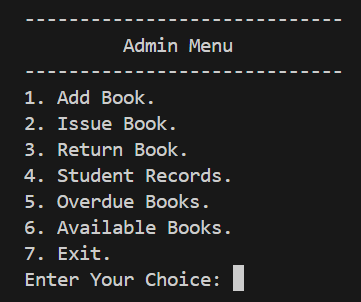 -----------------------------
Admin Menu
-----------------------------
1. Add Book.
2. Issue Book.
3. Return Book.
4. Student Records.
5. Overdue Books.
6. Available Books.
7. Exit.
Enter Your Choice: